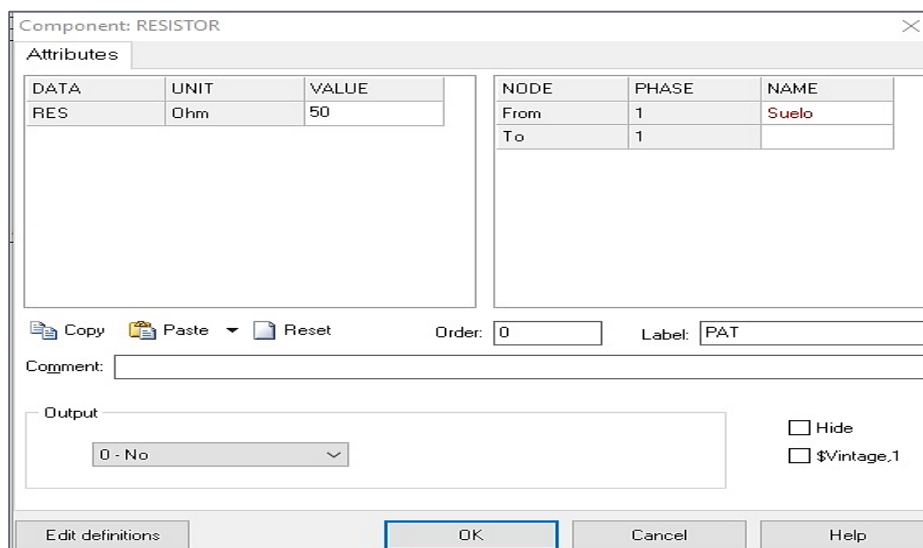 Component: RESISTOR
Attributes
DATA UNIT VALUE
RES Ohm 50
NODE PHASE NAME
From 1 Suelo
To 1
Copy Paste Reset Order: 0 Label: PAT
Comment:
Output
0 - No
Hide
$Vintage,1
Edit definitions OK Cancel Help